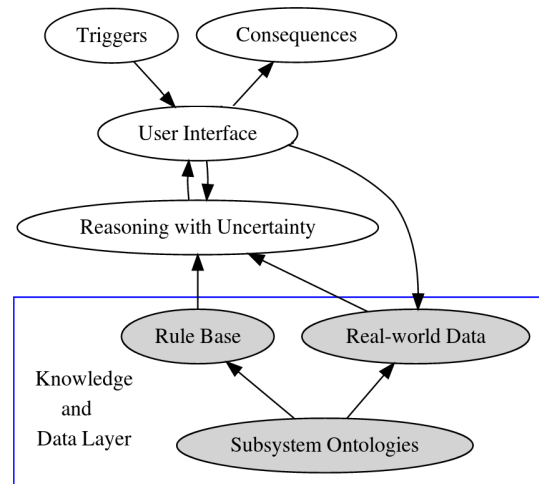 Triggers
Consequences
User Interface
Reasoning with Uncertainty
Rule Base
Real-world Data
Knowledge
and
Data Layer
Subsystem Ontologies